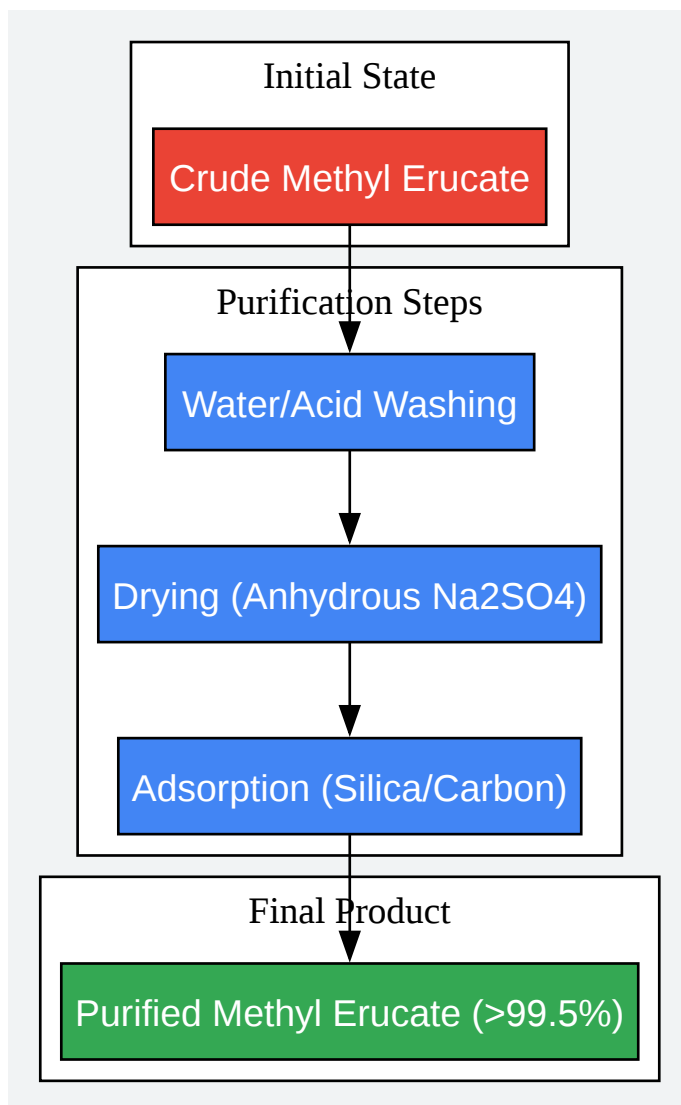 Initial State
Crude Methyl Erucate
Purification Steps
Water/Acid Washing
Drying (Anhydrous Na2SO4)
Adsorption (Silica/Carbon)
Final Product
Purified Methyl Erucate (>99.5%)